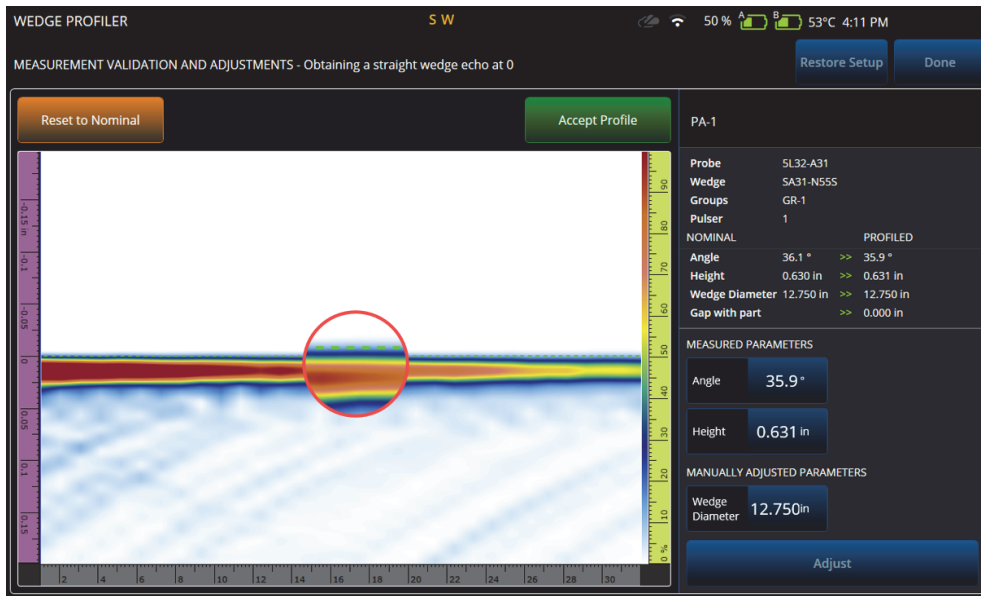 WEDGE PROFILER S W 50 % A B 53°C 4:11 PM
MEASUREMENT VALIDATION AND ADJUSTMENTS - Obtaining a straight wedge echo at 0 Restore Setup Done
Reset to Nominal Accept Profile PA-1
Probe 5L32-A31
Wedge SA31-N55S
Groups GR-1
Pulser 1
NOMINAL PROFILED
Angle 36.1 ° >> 35.9 °
Height 0.630 in >> 0.631 in
Wedge Diameter 12.750 in >> 12.750 in
Gap with part >> 0.000 in
MEASURED PARAMETERS
Angle 35.9 °
Height 0.631 in
MANUALLY ADJUSTED PARAMETERS
Wedge Diameter 12.750in
Adjust
-0.15 in
-0.1
-0.05
0
0.05
0.1
0.15
90
80
70
60
50
40
30
20
10
0 %
2 4 6 8 10 12 14 16 18 20 22 24 26 28 30